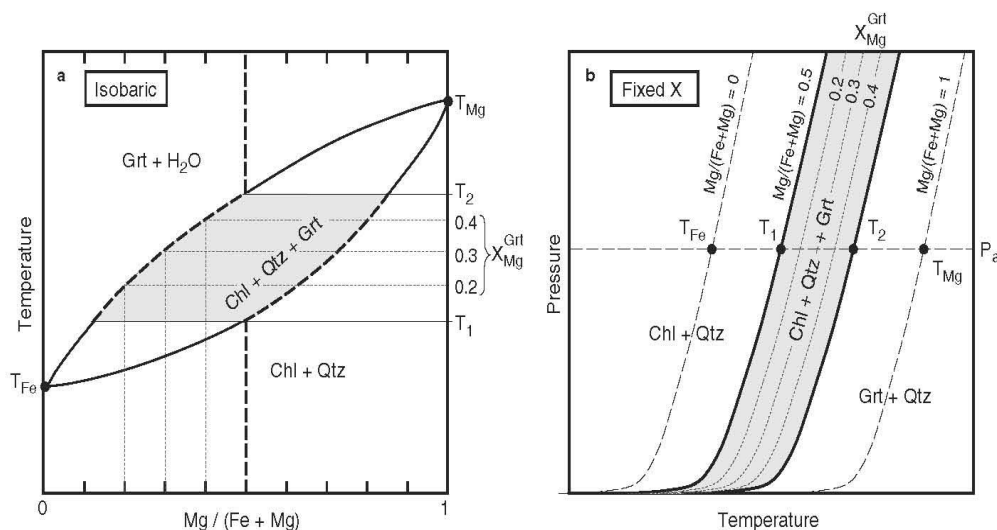 a
Isobaric
Temperature
Grt + H₂O
Chl + Qtz + Grt
Chl + Qtz
T_Fe
T_Mg
T₂
0.4
0.3
0.2
X_Mg^Grt
T₁
0
1
Mg / (Fe + Mg)
X_Mg^Grt
b
Fixed X
Pressure
Mg/(Fe+Mg) = 0
Mg/(Fe+Mg) = 0.5
0.2
0.3
0.4
Mg/(Fe+Mg) = 1
T_Fe
T₁
T₂
P_a
T_Mg
Chl + Qtz
Chl + Qtz + Grt
Grt + Qtz
Temperature